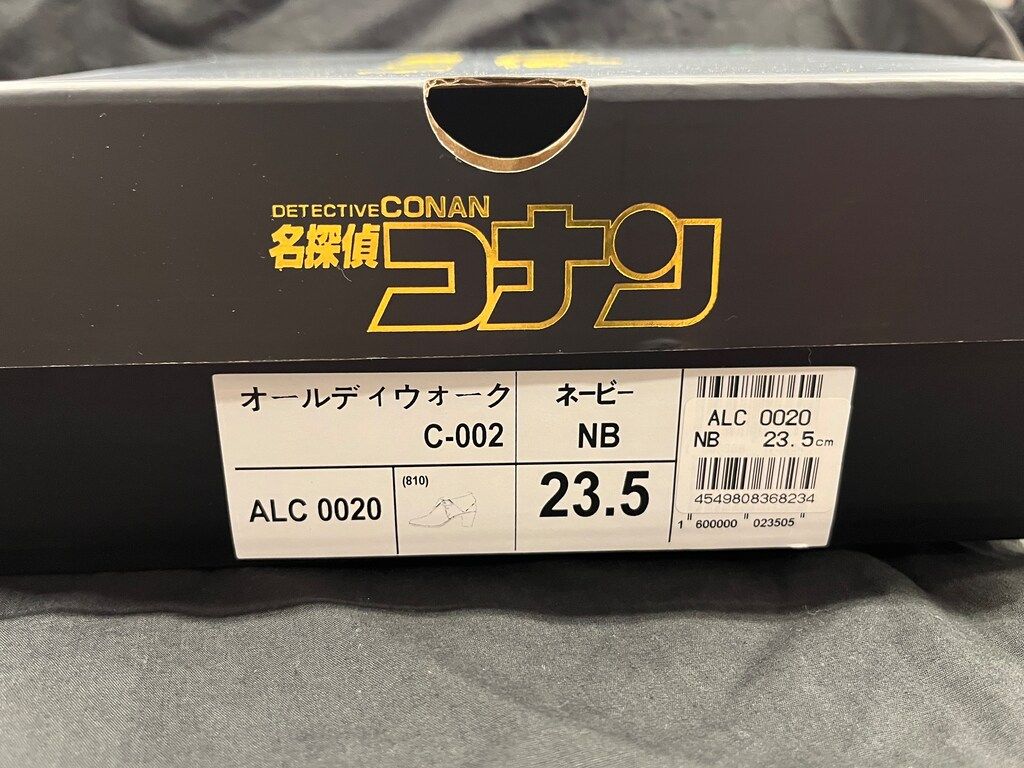 DETECTIVE CONAN
名探偵コナン
オールディウォーク
C-002
ネービー
NB
ALC 0020
(810)
23.5
ALC 0020
NB 23.5cm
4549808368234
1 600000 023505